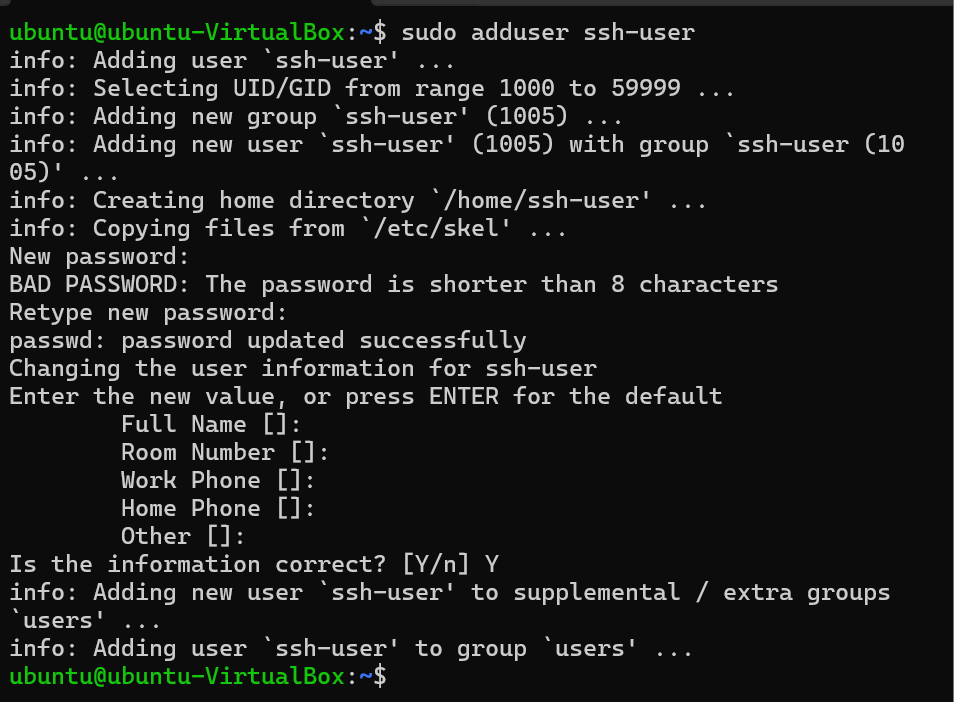 ubuntu@ubuntu-VirtualBox:~$ sudo adduser ssh-user
info: Adding user `ssh-user' ...
info: Selecting UID/GID from range 1000 to 59999 ...
info: Adding new group `ssh-user' (1005) ...
info: Adding new user `ssh-user' (1005) with group `ssh-user (10
05)' ...
info: Creating home directory `/home/ssh-user' ...
info: Copying files from `/etc/skel' ...
New password:
BAD PASSWORD: The password is shorter than 8 characters
Retype new password:
passwd: password updated successfully
Changing the user information for ssh-user
Enter the new value, or press ENTER for the default
        Full Name []:
        Room Number []:
        Work Phone []:
        Home Phone []:
        Other []:
Is the information correct? [Y/n] Y
info: Adding new user `ssh-user' to supplemental / extra groups
`users' ...
info: Adding user `ssh-user' to group `users' ...
ubuntu@ubuntu-VirtualBox:~$